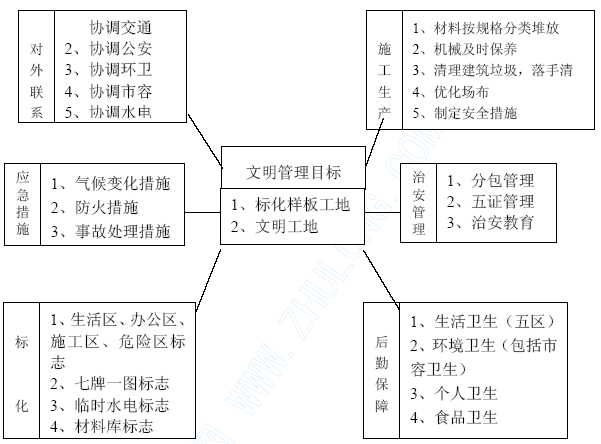 对外联系
协调交通
2、协调公安
3、协调环卫
4、协调市容
5、协调水电
施工生产
1、材料按规格分类堆放
2、机械及时保养
3、清理建筑垃圾，落手清
4、优化场布
5、制定安全措施
文明管理目标
1、标化样板工地
2、文明工地
应急措施
1、气候变化措施
2、防火措施
3、事故处理措施
治安管理
1、分包管理
2、五证管理
3、治安教育
标化
1、生活区、办公区、
施工区、危险区标
志
2、七牌一图标志
3、临时水电标志
4、材料库标志
后勤保障
1、生活卫生（五区）
2、环境卫生（包括市
容卫生）
3、个人卫生
4、食品卫生
WWW.ZHULONG.COM